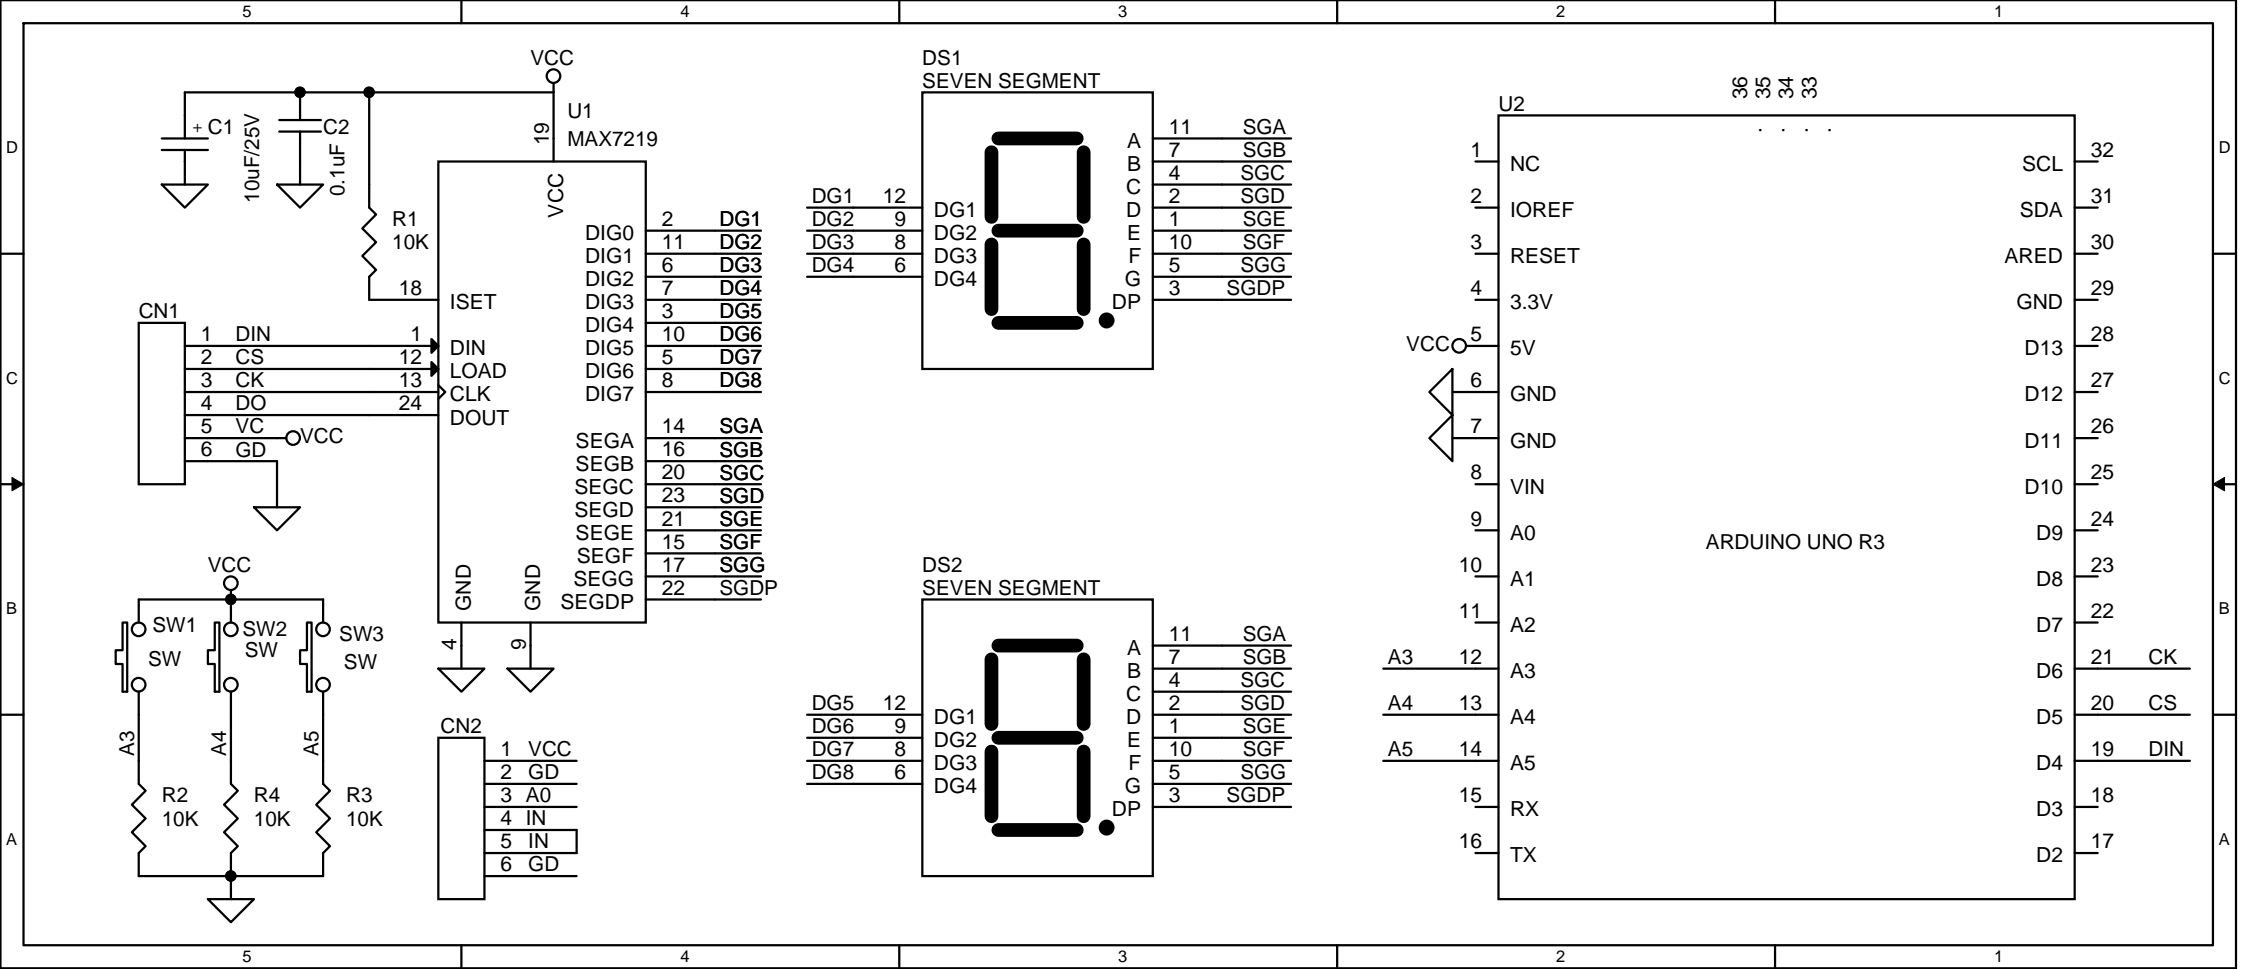 5 4 3 2 1
D
C
B
A
D
C
B
A
VCC
+ C1
10uF/25V
C2
0.1uF
R1
10K
U1
MAX7219
19
VCC
18 ISET
1 DIN
12 LOAD
13 CLK
24 DOUT
DIG0 2 DG1
DIG1 11 DG2
DIG2 6 DG3
DIG3 7 DG4
DIG4 3 DG5
DIG5 10 DG6
DIG6 5 DG7
DIG7 8 DG8
SEGA 14 SGA
SEGB 16 SGB
SEGC 20 SGC
SEGD 23 SGD
SEGE 21 SGE
SEGF 15 SGF
SEGG 17 SGG
SEGDP 22 SGDP
GND GND
4 9
CN1
1 DIN
2 CS
3 CK
4 DO
5 VC VCC
6 GD
VCC
SW1
SW
SW2
SW
SW3
SW
A3 A4 A5
R2
10K
R4
10K
R3
10K
CN2
1 VCC
2 GD
3 A0
4 IN
5 IN
6 GD
DS1
SEVEN SEGMENT
DG1 12 DG1
DG2 9 DG2
DG3 8 DG3
DG4 6 DG4
A 11 SGA
B 7 SGB
C 4 SGC
D 2 SGD
E 1 SGE
F 10 SGF
G 5 SGG
DP 3 SGDP
DS2
SEVEN SEGMENT
DG5 12 DG1
DG6 9 DG2
DG7 8 DG3
DG8 6 DG4
A 11 SGA
B 7 SGB
C 4 SGC
D 2 SGD
E 1 SGE
F 10 SGF
G 5 SGG
DP 3 SGDP
36 35 34 33
U2
ARDUINO UNO R3
1 NC
2 IOREF
3 RESET
4 3.3V
VCC 5 5V
6 GND
7 GND
8 VIN
9 A0
10 A1
11 A2
A3 12 A3
A4 13 A4
A5 14 A5
15 RX
16 TX
SCL 32
SDA 31
ARED 30
GND 29
D13 28
D12 27
D11 26
D10 25
D9 24
D8 23
D7 22
D6 21 CK
D5 20 CS
D4 19 DIN
D3 18
D2 17
5 4 3 2 1